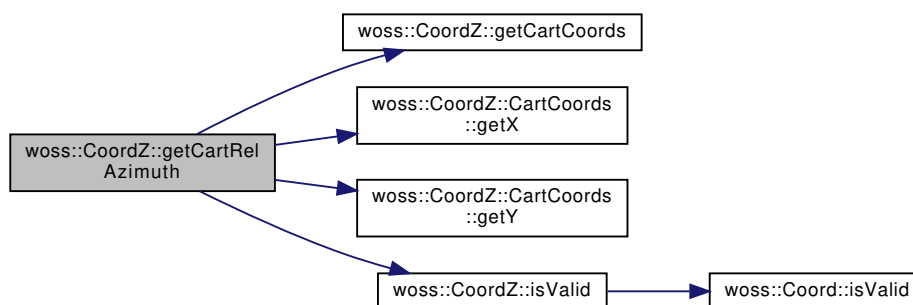 woss::CoordZ::getCartCoords
woss::CoordZ::CartCoords
::getX
woss::CoordZ::getCartRel
Azimuth
woss::CoordZ::CartCoords
::getY
woss::CoordZ::isValid
woss::Coord::isValid